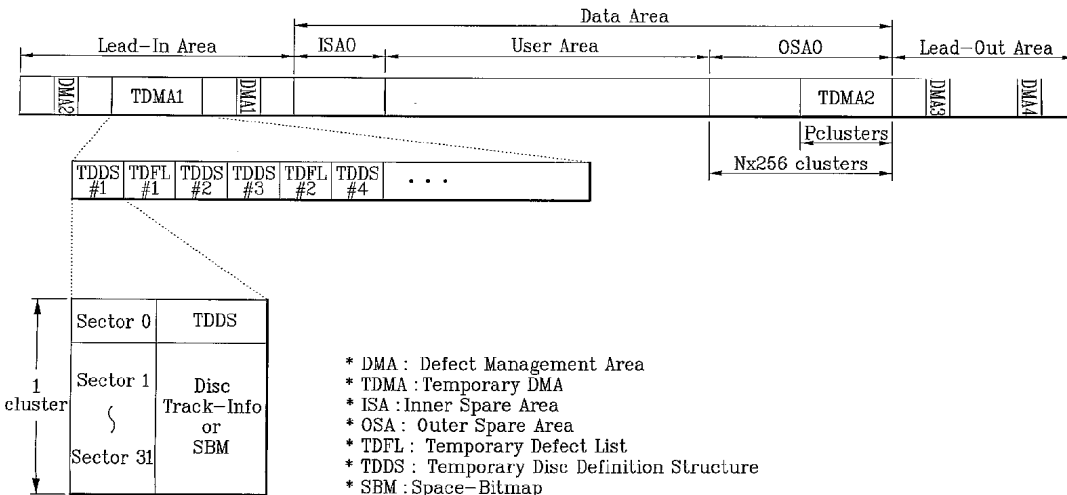 Data Area
Lead-In Area
ISA0
User Area
OSA0
Lead-Out Area
DMA2
TDMA1
DMA1
TDMA2
DMA3
DMA4
Pclusters
Nx256 clusters
TDDS #1
TDFL #1
TDDS #2
TDDS #3
TDFL #2
TDDS #4
• • •
1 cluster
Sector 0
TDDS
Sector 1
Sector 31
Disc
Track-Info
or
SBM
* DMA : Defect Management Area
* TDMA : Temporary DMA
* ISA : Inner Spare Area
* OSA : Outer Spare Area
* TDFL : Temporary Defect List
* TDDS : Temporary Disc Definition Structure
* SBM : Space-Bitmap